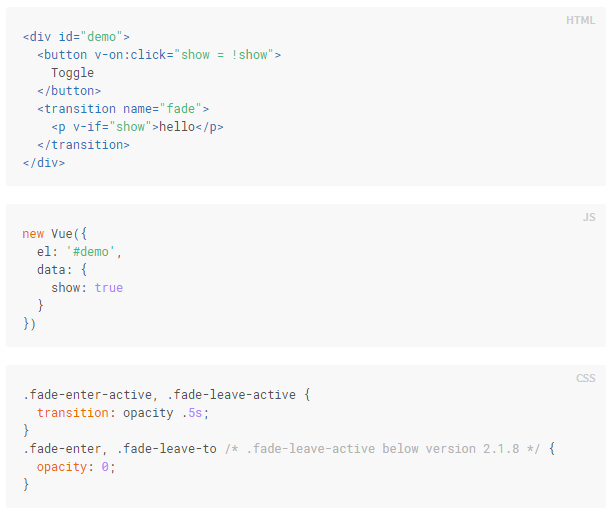 HTML
<div id="demo">
  <button v-on:click="show = !show">
    Toggle
  </button>
  <transition name="fade">
    <p v-if="show">hello</p>
  </transition>
</div>
JS
new Vue({
  el: '#demo',
  data: {
    show: true
  }
})
CSS
.fade-enter-active, .fade-leave-active {
  transition: opacity .5s;
}
.fade-enter, .fade-leave-to /* .fade-leave-active below version 2.1.8 */ {
  opacity: 0;
}